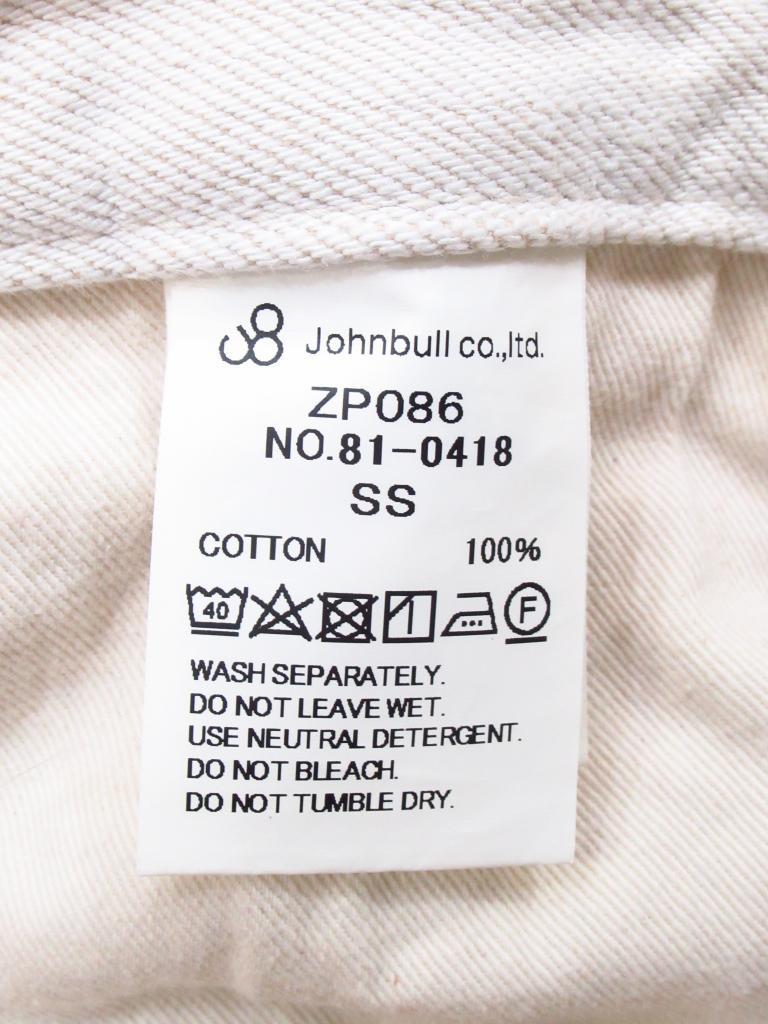 Johnbull co.,ltd.
ZP086
NO.81-0418
SS
COTTON 100%
40 F
WASH SEPARATELY.
DO NOT LEAVE WET.
USE NEUTRAL DETERGENT.
DO NOT BLEACH.
DO NOT TUMBLE DRY.